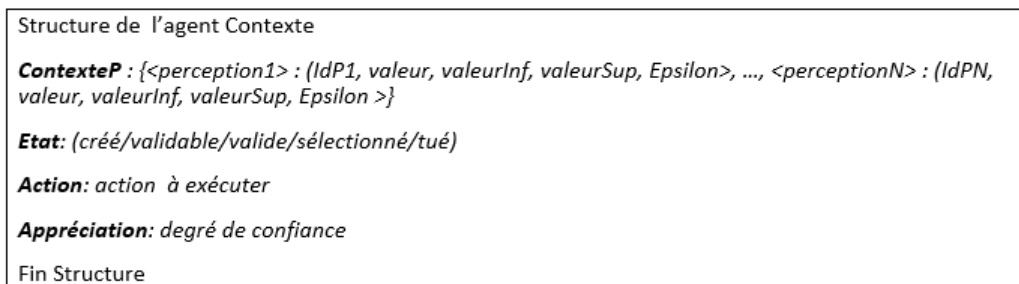 Structure de l'agent Contexte
ContexteP : {<perception1> : (IdP1, valeur, valeurInf, valeurSup, Epsilon>, ..., <perceptionN> : (IdPN,
valeur, valeurInf, valeurSup, Epsilon >}
Etat: (créé/validable/valide/sélectionné/tué)
Action: action à exécuter
Appréciation: degré de confiance
Fin Structure